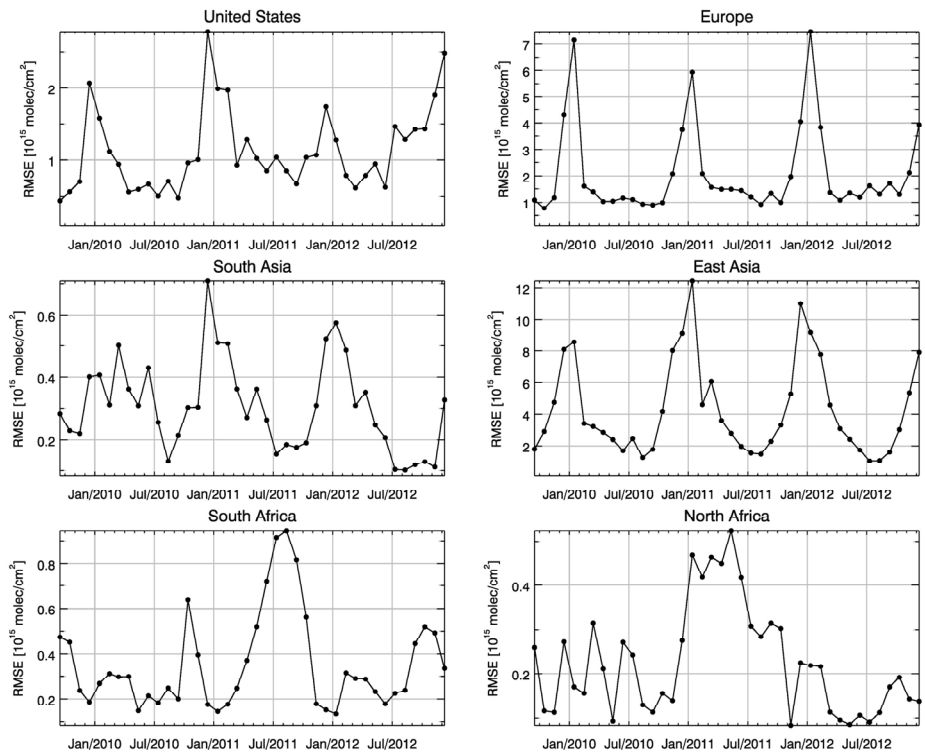 United States
RMSE [10^15 molec/cm^2]
2
1
Jan/2010 Jul/2010 Jan/2011 Jul/2011 Jan/2012 Jul/2012
Europe
RMSE [10^15 molec/cm^2]
7
6
5
4
3
2
1
Jan/2010 Jul/2010 Jan/2011 Jul/2011 Jan/2012 Jul/2012
South Asia
RMSE [10^15 molec/cm^2]
0.6
0.4
0.2
Jan/2010 Jul/2010 Jan/2011 Jul/2011 Jan/2012 Jul/2012
East Asia
RMSE [10^15 molec/cm^2]
12
10
8
6
4
2
Jan/2010 Jul/2010 Jan/2011 Jul/2011 Jan/2012 Jul/2012
South Africa
RMSE [10^15 molec/cm^2]
0.8
0.6
0.4
0.2
Jan/2010 Jul/2010 Jan/2011 Jul/2011 Jan/2012 Jul/2012
North Africa
RMSE [10^15 molec/cm^2]
0.4
0.2
Jan/2010 Jul/2010 Jan/2011 Jul/2011 Jan/2012 Jul/2012